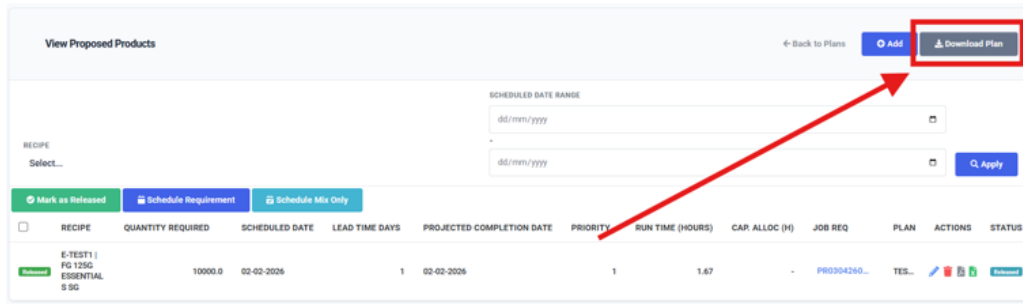 View Proposed Products
Back to Plans
Add
Download Plan
SCHEDULED DATE RANGE
dd/mm/yyyy
-
RECIPE
Select...
dd/mm/yyyy
Apply
Mark as Released
Schedule Requirement
Schedule Mix Only
RECIPE QUANTITY REQUIRED SCHEDULED DATE LEAD TIME DAYS PROJECTED COMPLETION DATE PRIORITY RUN TIME (HOURS) CAP. ALLOC (H) JOB REQ PLAN ACTIONS STATUS
Released
E-TEST1 |
FG 125G
ESSENTIAL
S SG
10000.0 02-02-2026 1 02-02-2026 1 1.67 - PR0304260... TES... Released